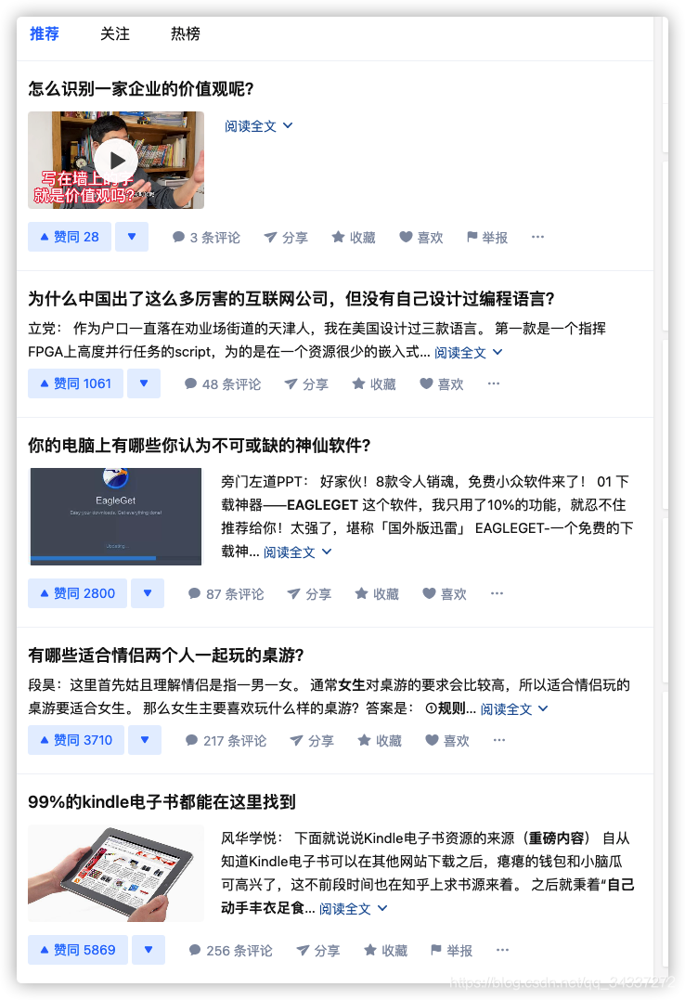 推荐 关注 热榜
怎么识别一家企业的价值观呢？
写在墙上的字
就是价值观吗？
阅读全文
赞同 28 3 条评论 分享 收藏 喜欢 举报 ···
为什么中国出了这么多厉害的互联网公司，但没有自己设计过编程语言？
立党： 作为户口一直落在劝业场街道的天津人，我在美国设计过三款语言。 第一款是一个指挥
FPGA上高度并行任务的script，为的是在一个资源很少的嵌入式... 阅读全文
赞同 1061 48 条评论 分享 收藏 喜欢 ···
你的电脑上有哪些你认为不可或缺的神仙软件？
EagleGet
Easy your downloads, Get everything done!
旁门左道PPT： 好家伙！8款令人销魂，免费小众软件来了！ 01 下
载神器——EAGLEGET 这个软件，我只用了10%的功能，就忍不住
推荐给你！太强了，堪称「国外版迅雷」 EAGLEGET-一个免费的下
载神... 阅读全文
赞同 2800 87 条评论 分享 收藏 喜欢 ···
有哪些适合情侣两个人一起玩的桌游？
段昊：这里首先姑且理解情侣是指一男一女。 通常女生对桌游的要求会比较高，所以适合情侣玩的
桌游要适合女生。 那么女生主要喜欢玩什么样的桌游？答案是： ①规则... 阅读全文
赞同 3710 217 条评论 分享 收藏 喜欢 ···
99%的kindle电子书都能在这里找到
风华学悦： 下面就说说Kindle电子书资源的来源（重磅内容） 自从
知道Kindle电子书可以在其他网站下载之后，瘪瘪的钱包和小脑瓜
可高兴了，这不前段时间也在知乎上求书源来着。 之后就秉着“自己
动手丰衣足食... 阅读全文
赞同 5869 256 条评论 分享 收藏 举报 ···
https://blog.csdn.net/qq_34337272